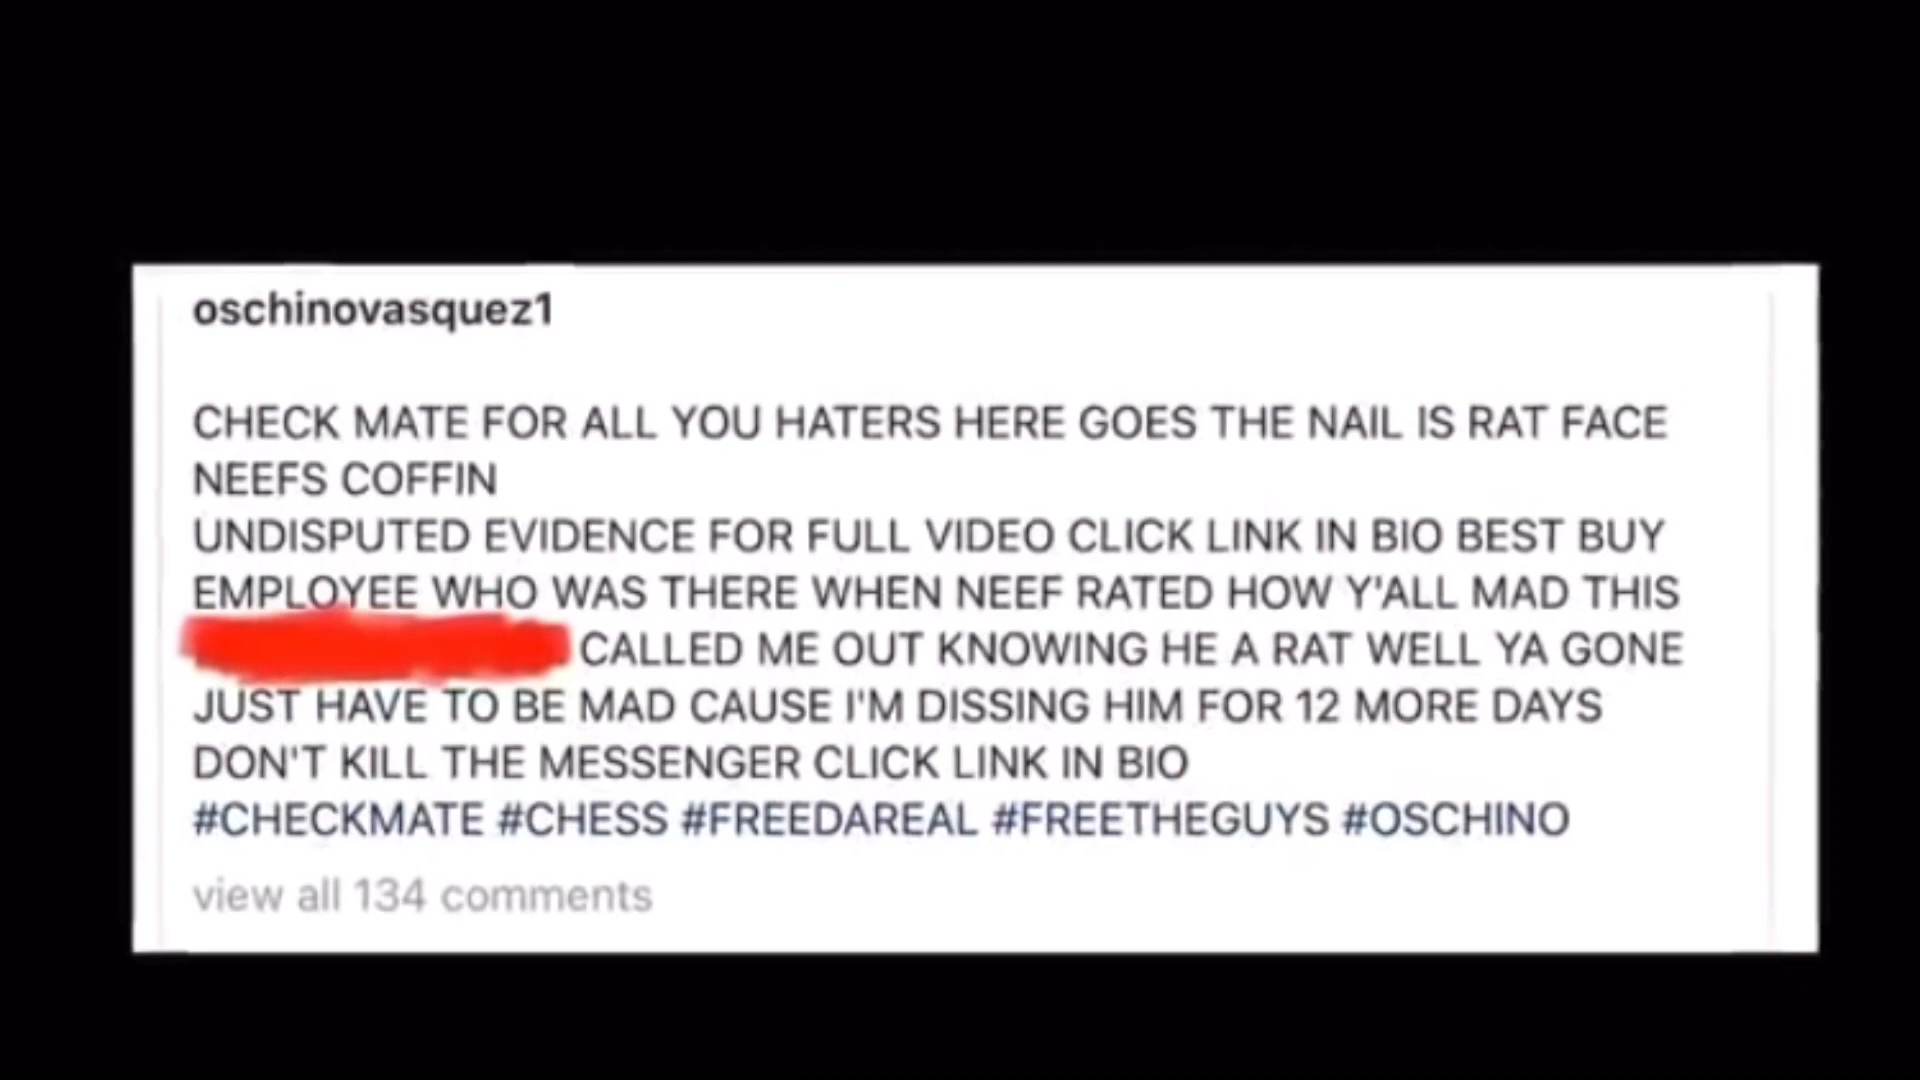 oschinovasquez1
CHECK MATE FOR ALL YOU HATERS HERE GOES THE NAIL IS RAT FACE
NEEFS COFFIN
UNDISPUTED EVIDENCE FOR FULL VIDEO CLICK LINK IN BIO BEST BUY
EMPLOYEE WHO WAS THERE WHEN NEEF RATED HOW Y'ALL MAD THIS
CALLED ME OUT KNOWING HE A RAT WELL YA GONE
JUST HAVE TO BE MAD CAUSE I'M DISSING HIM FOR 12 MORE DAYS
DON'T KILL THE MESSENGER CLICK LINK IN BIO
#CHECKMATE #CHESS #FREEDAREAL #FREETHEGUYS #OSCHINO
view all 134 comments